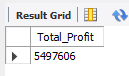 Result Grid
Total_Profit
5497606